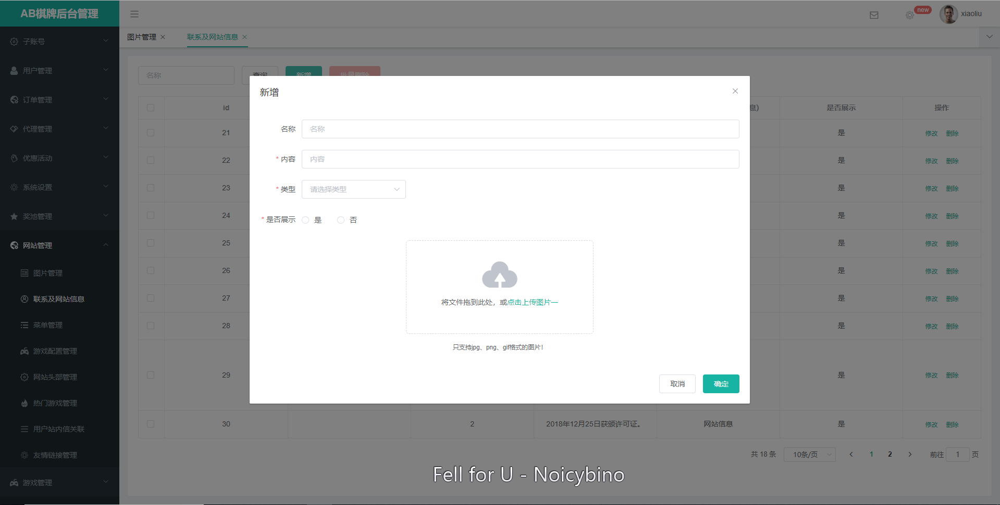 AB棋牌后台管理
new
xiaoliu
图片管理
联系及网站信息
子账号
用户管理
订单管理
代理管理
优惠活动
系统设置
奖池管理
网站管理
图片管理
联系及网站信息
菜单管理
游戏配置管理
网站头部管理
热门游戏管理
用户站内信关联
友情链接管理
游戏管理
名称
查询
新增
批量删除
id
息)
是否展示
操作
21 是 修改 删除
22 是 修改 删除
23 是 修改 删除
24 是 修改 删除
25 是 修改 删除
26 是 修改 删除
27 是 修改 删除
28 是 修改 删除
29 是 修改 删除
30 2 2018年12月25日获颁许可证。 网站信息 是 修改 删除
共 18 条 10条/页 1 2 前往 1 页
新增
名称 名称
* 内容 内容
* 类型 请选择类型
* 是否展示 是 否
将文件拖到此处，或点击上传图片一
只支持jpg、png、gif格式的图片！
取消 确定
Fell for U - Noicybino